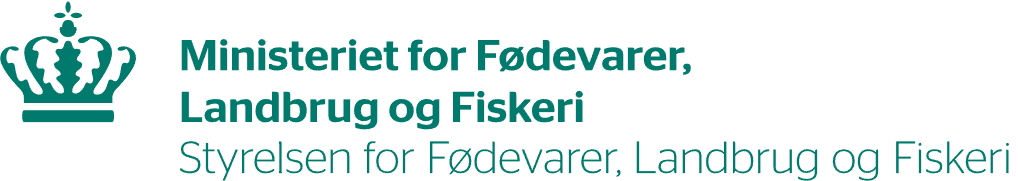 Ministeriet for Fødevarer,
Landbrug og Fiskeri
Styrelsen for Fødevarer, Landbrug og Fiskeri